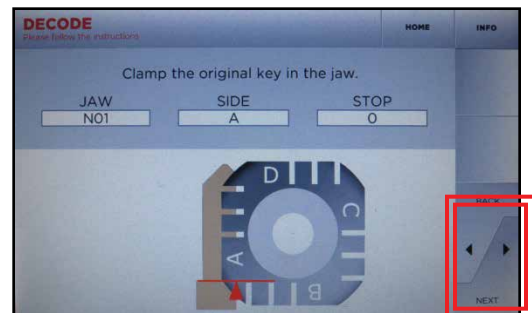 DECODE
Please follow the instructions
HOME
INFO
Clamp the original key in the jaw.
JAW
SIDE
STOP
N01
A
0
D
C
A
B
BACK
NEXT